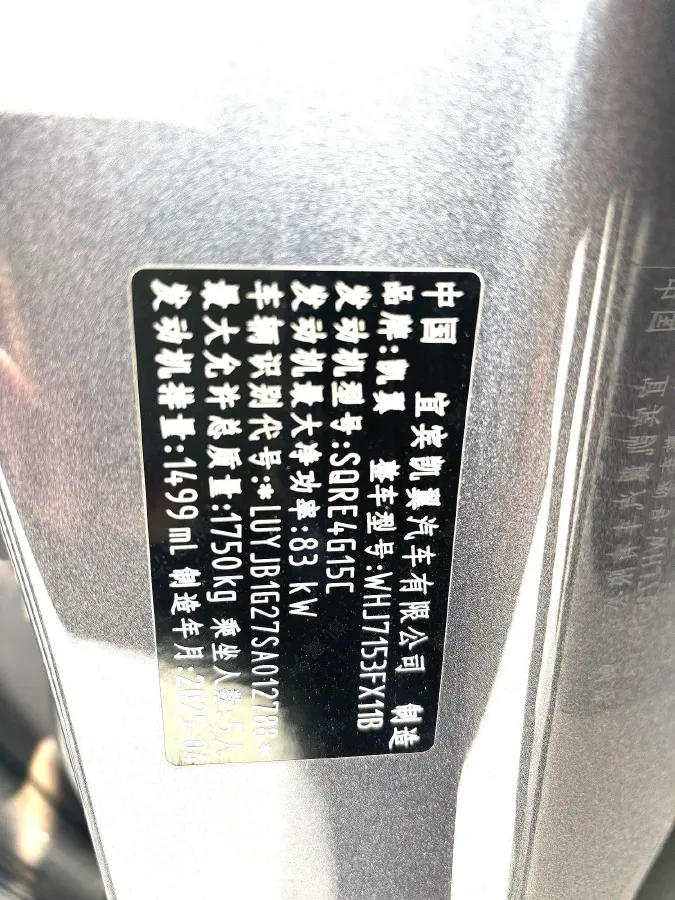 中国 宜宾凯翼汽车有限公司 制造
品牌:凯翼 整车型号:WHJ7153FX11B
发动机型号:SQRE4G15C
发动机最大净功率:83 kW
车辆识别代号:*LUYJB1G27SA012788*
最大允许总质量:1750kg 乘坐人数:5人
发动机排量:1499mL 制造年月:2025-04